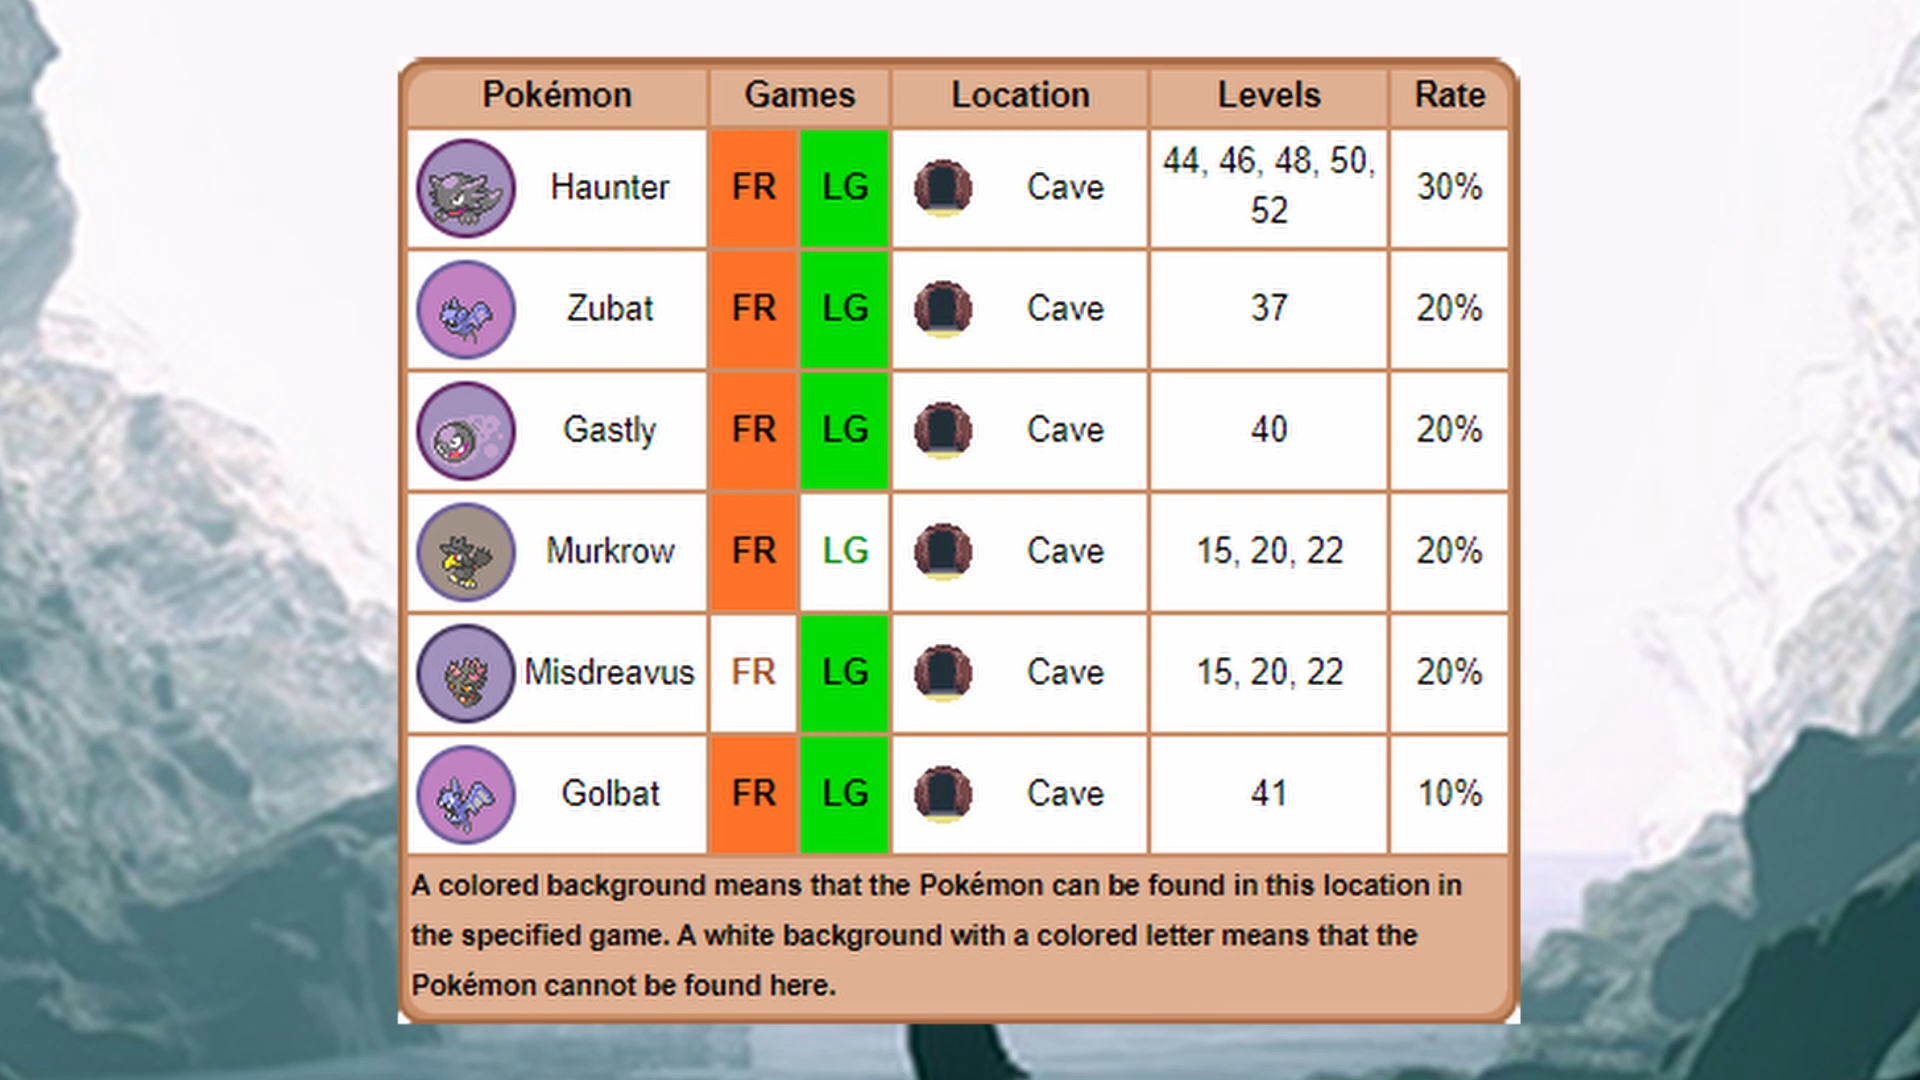 Pokémon Games Location Levels Rate
Haunter FR LG Cave 44, 46, 48, 50, 52 30%
Zubat FR LG Cave 37 20%
Gastly FR LG Cave 40 20%
Murkrow FR LG Cave 15, 20, 22 20%
Misdreavus FR LG Cave 15, 20, 22 20%
Golbat FR LG Cave 41 10%
A colored background means that the Pokémon can be found in this location in
the specified game. A white background with a colored letter means that the
Pokémon cannot be found here.